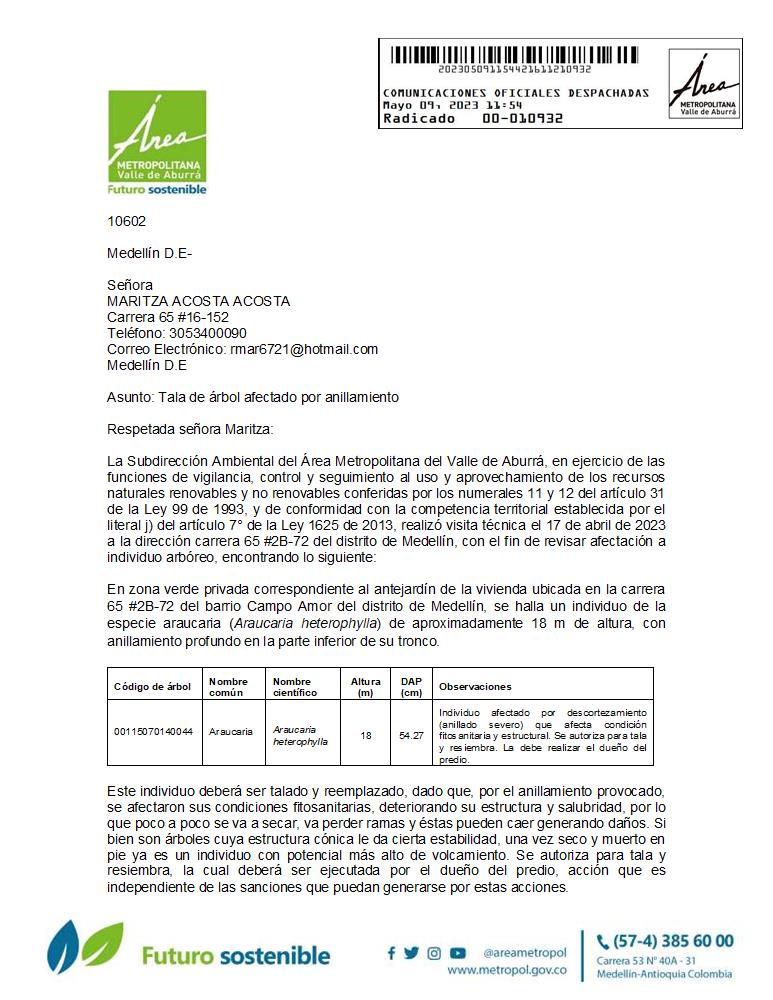 20230509115442161​1210932
COMUNICACIONES OFICIALES DESPACHADAS
Mayo 09, 2023 11:54
Radicado 00-010932
Área
METROPOLITANA
Valle de Aburrá
Área
METROPOLITANA
Valle de Aburrá
Futuro sostenible
10602
Medellín D.E-
Señora
MARITZA ACOSTA ACOSTA
Carrera 65 #16-152
Teléfono: 3053400090
Correo Electrónico: rmar6721@hotmail.com
Medellín D.E
Asunto: Tala de árbol afectado por anillamiento
Respetada señora Maritza:
La Subdirección Ambiental del Área Metropolitana del Valle de Aburrá, en ejercicio de las
funciones de vigilancia, control y seguimiento al uso y aprovechamiento de los recursos
naturales renovables y no renovables conferidas por los numerales 11 y 12 del artículo 31
de la Ley 99 de 1993, y de conformidad con la competencia territorial establecida por el
literal j) del artículo 7° de la Ley 1625 de 2013, realizó visita técnica el 17 de abril de 2023
a la dirección carrera 65 #2B-72 del distrito de Medellín, con el fin de revisar afectación a
individuo arbóreo, encontrando lo siguiente:
En zona verde privada correspondiente al antejardín de la vivienda ubicada en la carrera
65 #2B-72 del barrio Campo Amor del distrito de Medellín, se halla un individuo de la
especie araucaria (Araucaria heterophylla) de aproximadamente 18 m de altura, con
anillamiento profundo en la parte inferior de su tronco.
Código de árbol Nombre común Nombre científico Altura (m) DAP (cm) Observaciones
00115070140044 Araucaria Araucaria heterophylla 18 54.27
Individuo afectado por descortezamiento
(anillado severo) que afecta condición
fitosanitaria y estructural. Se autoriza para tala
y resiembra. La debe realizar el dueño del
predio.
Este individuo deberá ser talado y reemplazado, dado que, por el anillamiento provocado,
se afectaron sus condiciones fitosanitarias, deteriorando su estructura y salubridad, por lo
que poco a poco se va a secar, va perder ramas y éstas pueden caer generando daños. Si
bien son árboles cuya estructura cónica le da cierta estabilidad, una vez seco y muerto en
pie ya es un individuo con potencial más alto de volcamiento. Se autoriza para tala y
resiembra, la cual deberá ser ejecutada por el dueño del predio, acción que es
independiente de las sanciones que puedan generarse por estas acciones.
Futuro sostenible
@areametropol
www.metropol.gov.co
(57-4) 385 60 00
Carrera 53 N° 40A - 31
Medellín-Antioquia Colombia